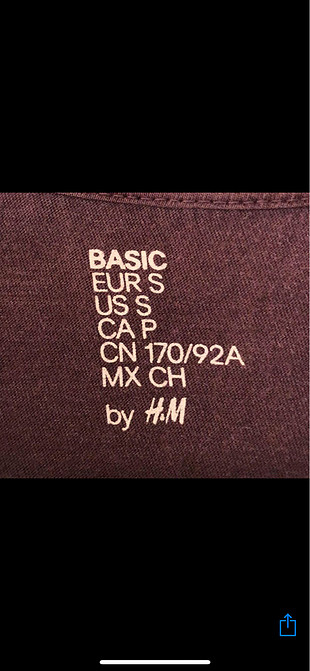 BASIC
EUR S
US S
CA P
CN 170/92A
MX CH
by H&M